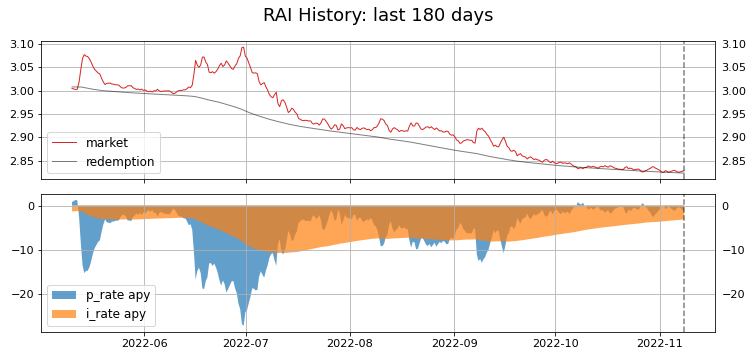 RAI History: last 180 days
3.10 3.10
3.05 3.05
3.00 3.00
2.95 2.95
2.90 2.90
2.85 2.85
market
redemption
0 0
−10 −10
−20 −20
p_rate apy
i_rate apy
2022-06 2022-07 2022-08 2022-09 2022-10 2022-11